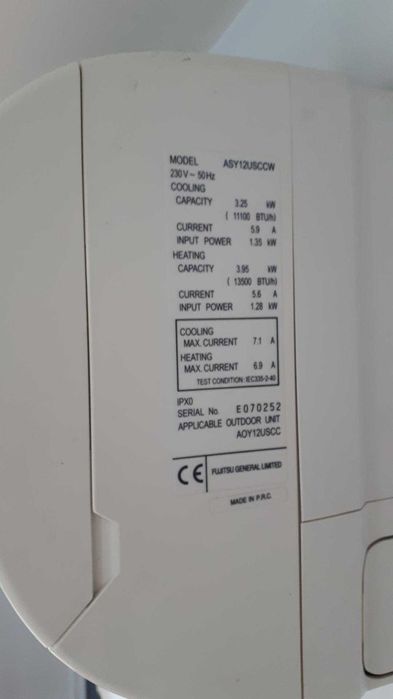 MODEL ASY12USCCW
230V~ 50Hz
COOLING
CAPACITY 3.25 kW
( 11100 BTU/h)
CURRENT 5.9 A
INPUT POWER 1.35 kW
HEATING
CAPACITY 3.95 kW
( 13500 BTU/h)
CURRENT 5.6 A
INPUT POWER 1.28 kW
COOLING
MAX. CURRENT 7.1 A
HEATING
MAX. CURRENT 6.9 A
TEST CONDITION: IEC335-2-40
IPX0
SERIAL No. E070252
APPLICABLE OUTDOOR UNIT
AOY12USCC
CE FUJITSU GENERAL LIMITED
MADE IN P.R.C.